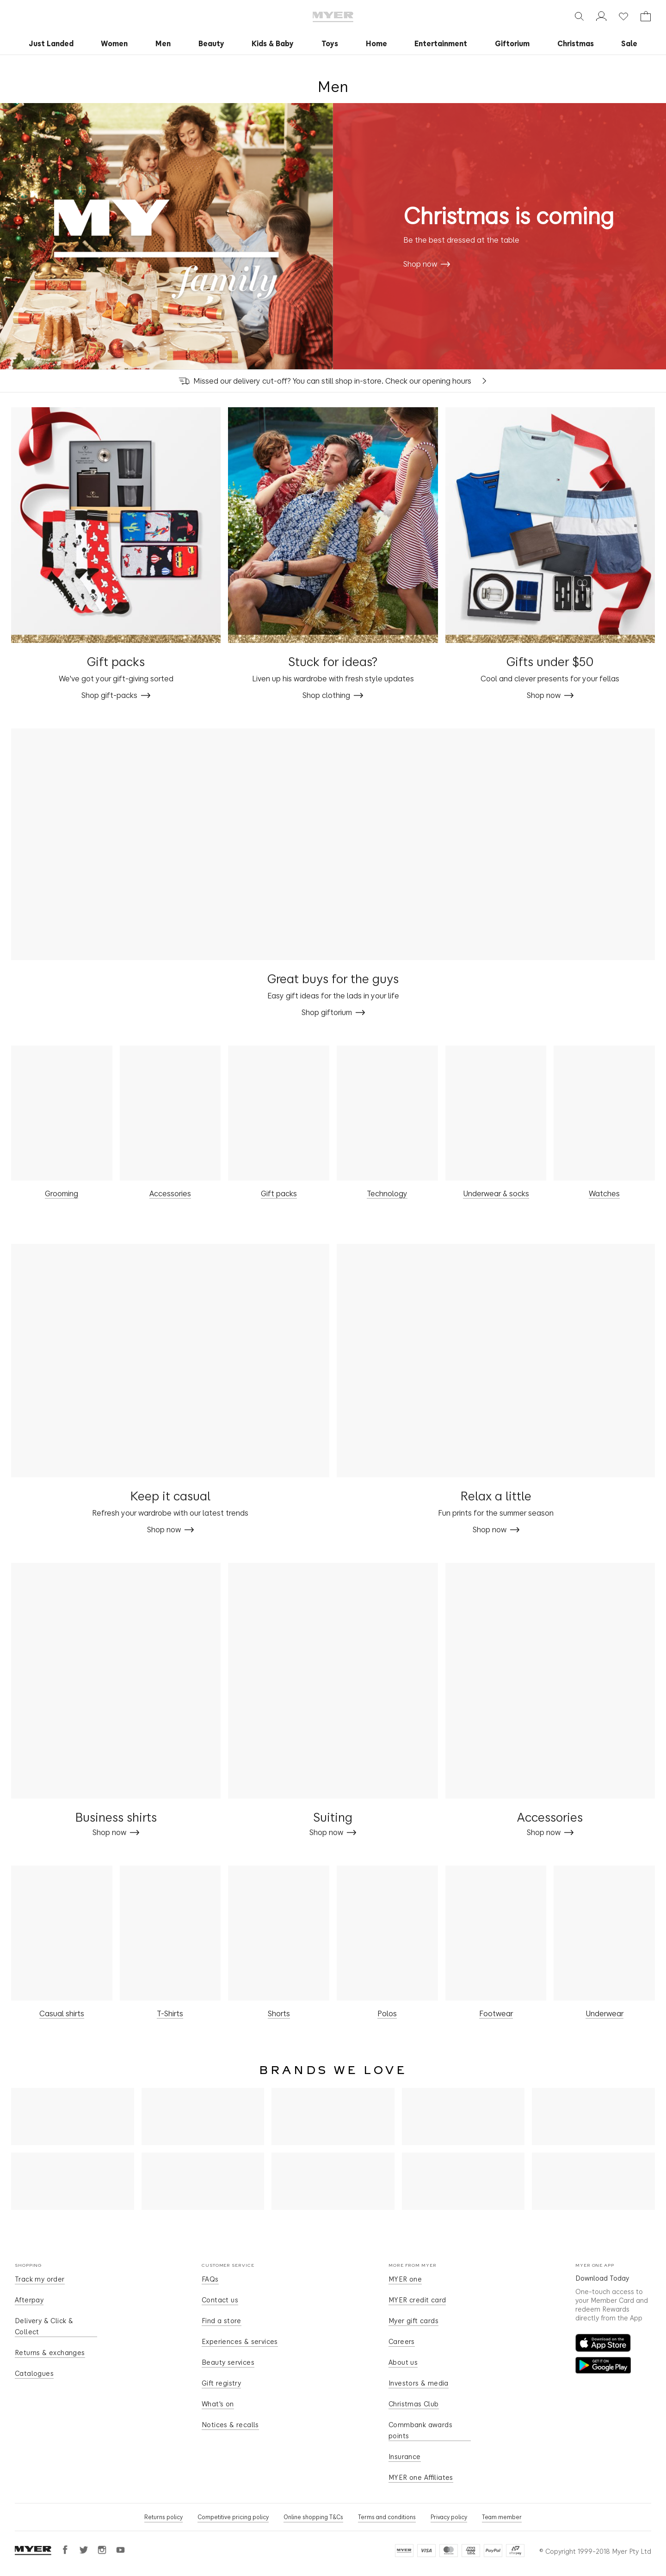 MYER
Just Landed Women Men Beauty Kids & Baby Toys Home Entertainment Giftorium Christmas Sale
Men
MY
family
Christmas is coming
Be the best dressed at the table
Shop now
Missed our delivery cut-off? You can still shop in-store. Check our opening hours
Gift packs
We've got your gift-giving sorted
Shop gift-packs
Stuck for ideas?
Liven up his wardrobe with fresh style updates
Shop clothing
Gifts under $50
Cool and clever presents for your fellas
Shop now
Great buys for the guys
Easy gift ideas for the lads in your life
Shop giftorium
Grooming Accessories Gift packs Technology Underwear & socks Watches
Keep it casual
Refresh your wardrobe with our latest trends
Shop now
Relax a little
Fun prints for the summer season
Shop now
Business shirts
Shop now
Suiting
Shop now
Accessories
Shop now
Casual shirts T-Shirts Shorts Polos Footwear Underwear
BRANDS WE LOVE
SHOPPING
Track my order
Afterpay
Delivery & Click &
Collect
Returns & exchanges
Catalogues
CUSTOMER SERVICE
FAQs
Contact us
Find a store
Experiences & services
Beauty services
Gift registry
What's on
Notices & recalls
MORE FROM MYER
MYER one
MYER credit card
Myer gift cards
Careers
About us
Investors & media
Christmas Club
Commbank awards
points
Insurance
MYER one Affiliates
MYER ONE APP
Download Today
One-touch access to
your Member Card and
redeem Rewards
directly from the App
Download on the
App Store
GET IT ON
Google Play
Returns policy Competitive pricing policy Online shopping T&Cs Terms and conditions Privacy policy Team member
MYER
MYER VISA PayPal
© Copyright 1999-2018 Myer Pty Ltd